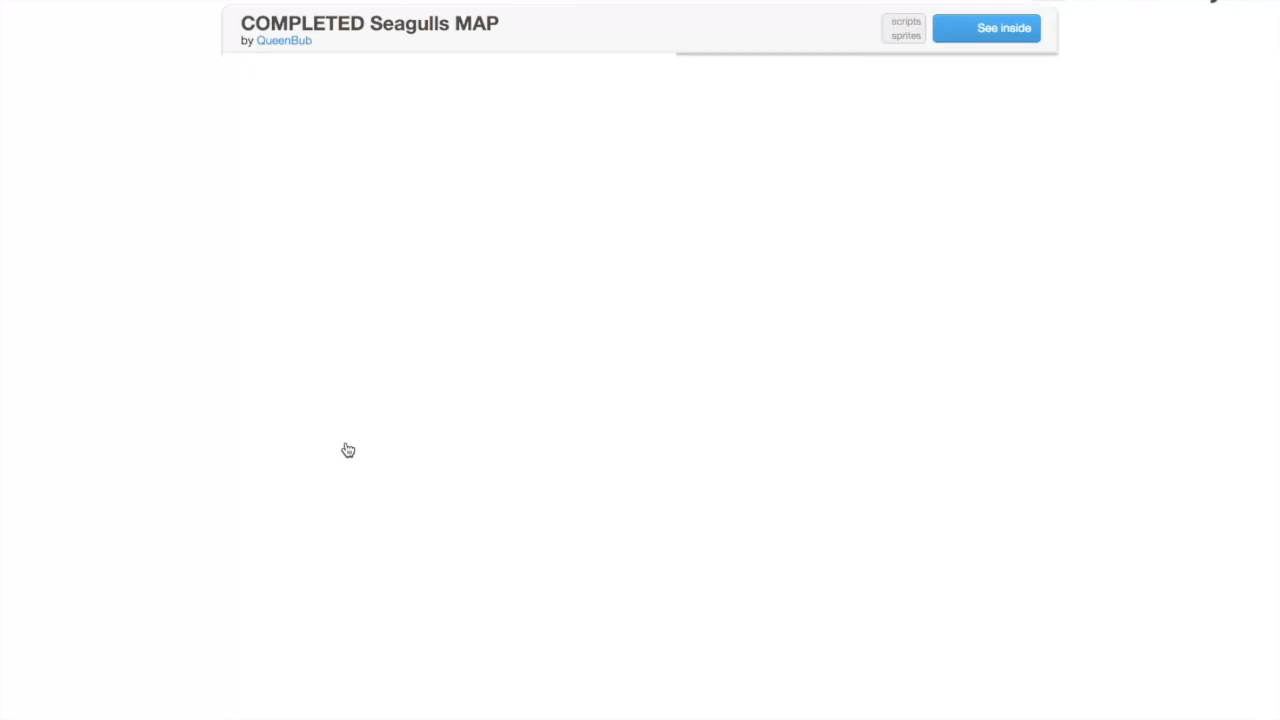 COMPLETED Seagulls MAP
by QueenBub
scripts
sprites
See inside